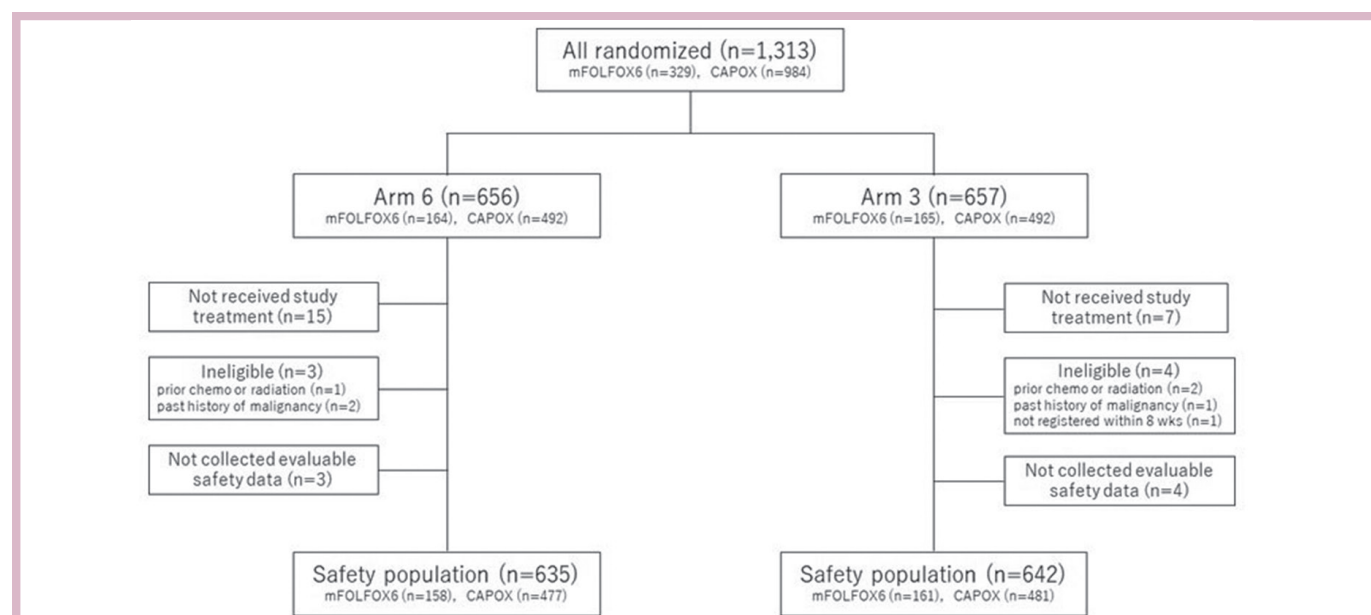 All randomized (n=1,313)
mFOLFOX6 (n=329), CAPOX (n=984)
Arm 6 (n=656)
mFOLFOX6 (n=164), CAPOX (n=492)
Arm 3 (n=657)
mFOLFOX6 (n=165), CAPOX (n=492)
Not received study
treatment (n=15)
Not received study
treatment (n=7)
Ineligible (n=3)
prior chemo or radiation (n=1)
past history of malignancy (n=2)
Ineligible (n=4)
prior chemo or radiation (n=2)
past history of malignancy (n=1)
not registered within 8 wks (n=1)
Not collected evaluable
safety data (n=3)
Not collected evaluable
safety data (n=4)
Safety population (n=635)
mFOLFOX6 (n=158), CAPOX (n=477)
Safety population (n=642)
mFOLFOX6 (n=161), CAPOX (n=481)